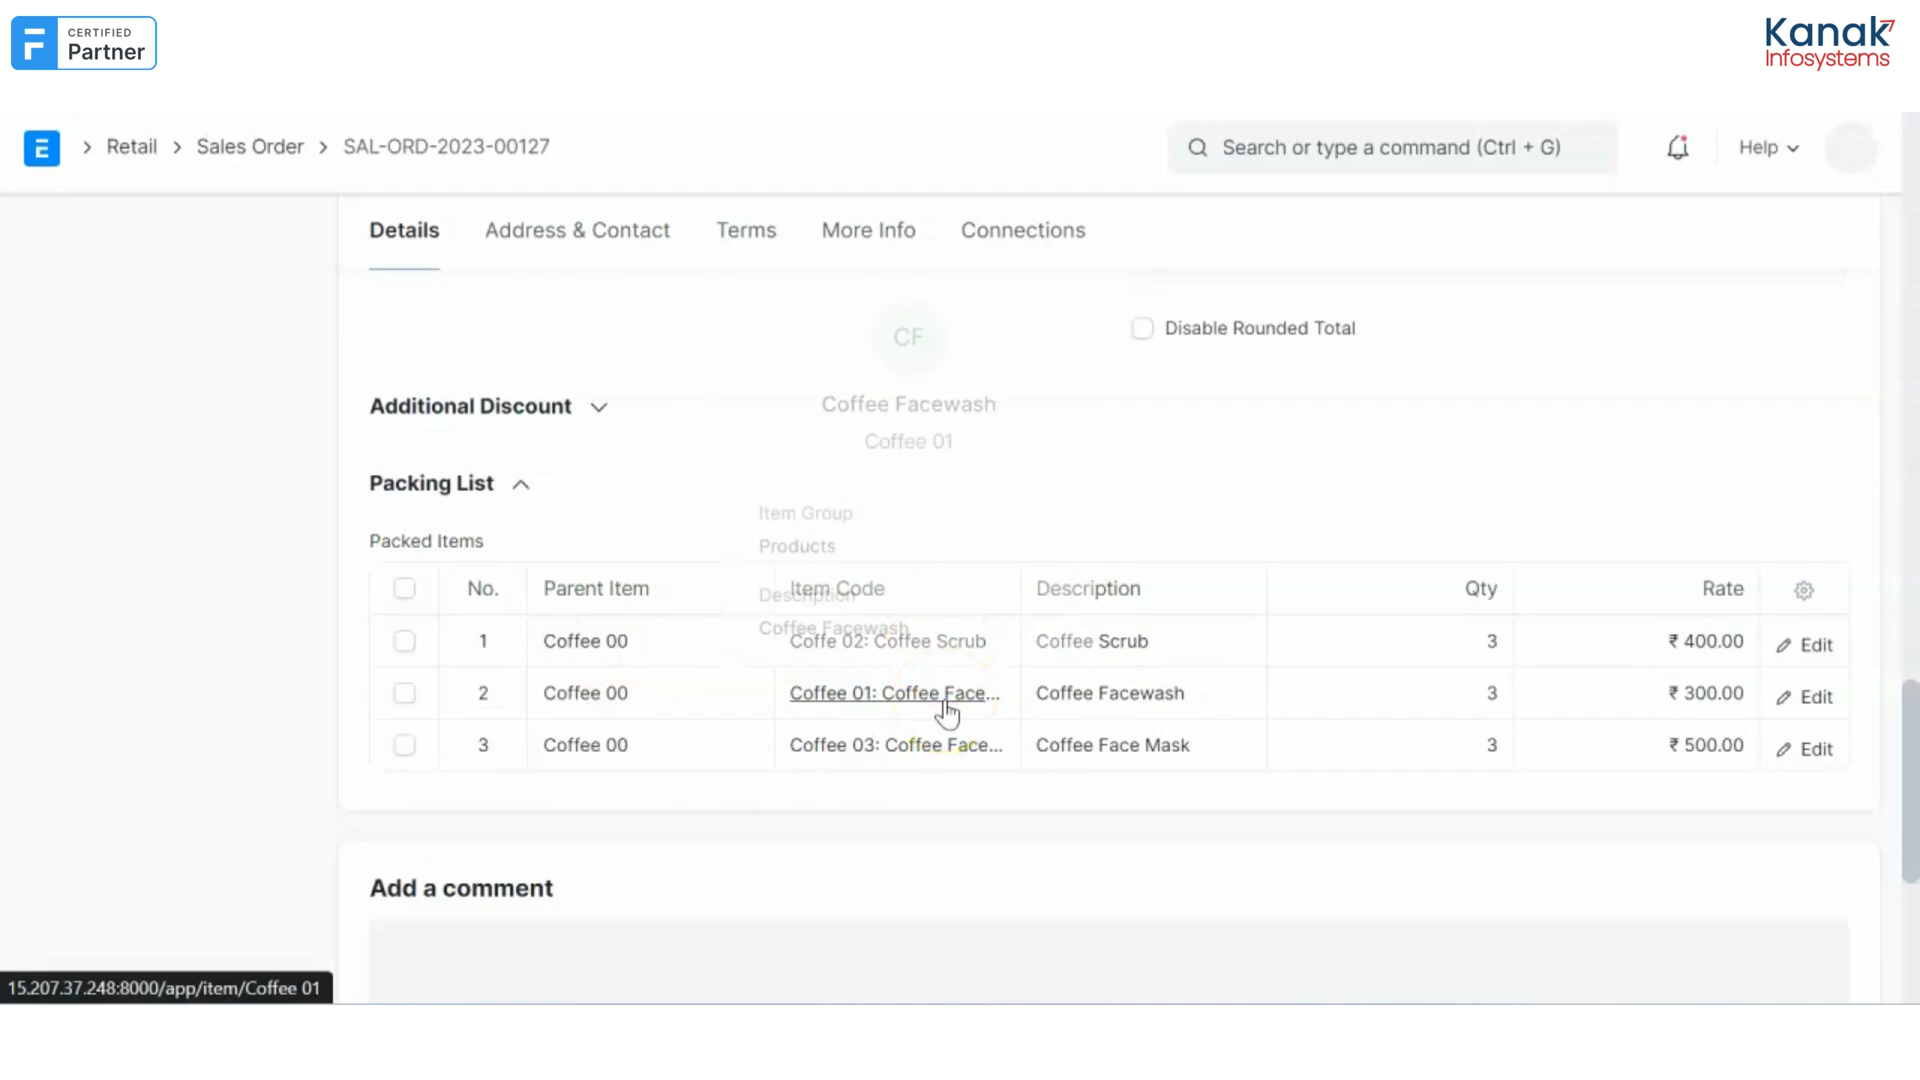 CERTIFIED
Partner
Kanak
Infosystems
E > Retail > Sales Order > SAL-ORD-2023-00127
Search or type a command (Ctrl + G)
Help
Details Address & Contact Terms More Info Connections
CF
Disable Rounded Total
Additional Discount
Coffee Facewash
Coffee 01
Packing List
Item Group
Products
Packed Items
No. Parent Item Item Code Description Qty Rate
Description
Coffee Facewash
1 Coffee 00 Coffe 02: Coffee Scrub Coffee Scrub 3 ₹ 400.00 Edit
2 Coffee 00 Coffee 01: Coffee Face... Coffee Facewash 3 ₹ 300.00 Edit
3 Coffee 00 Coffee 03: Coffee Face... Coffee Face Mask 3 ₹ 500.00 Edit
Add a comment
15.207.37.248:8000/app/item/Coffee 01